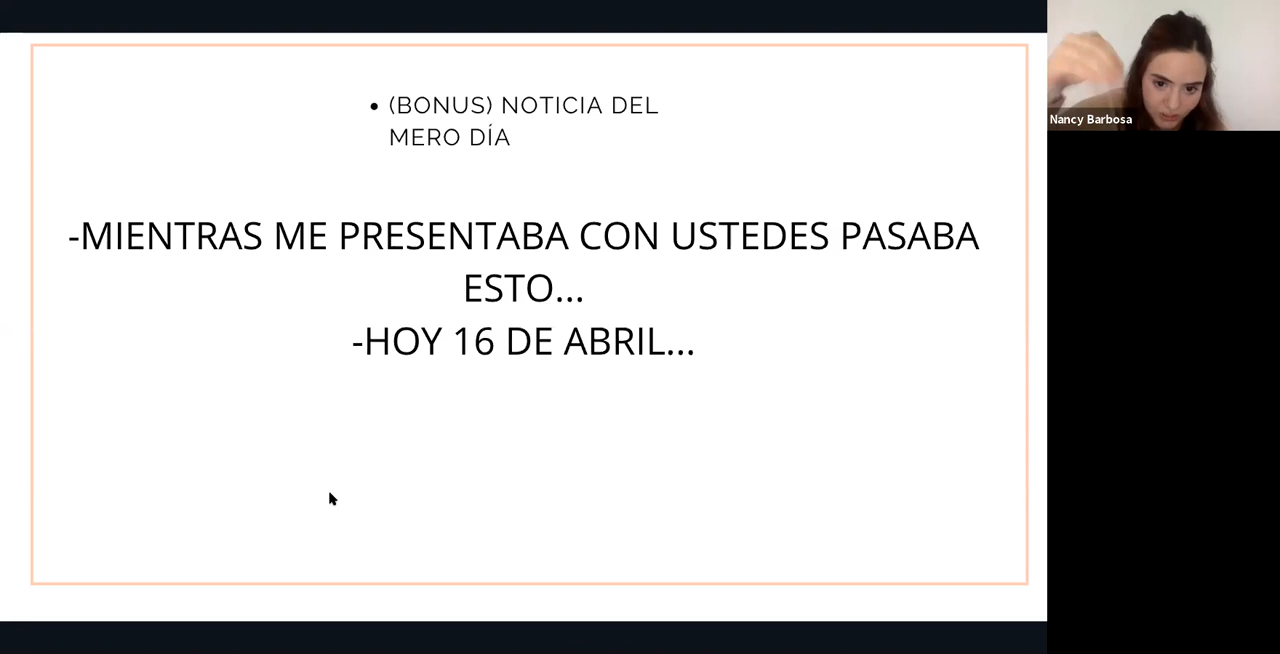 (BONUS) NOTICIA DEL
MERO DÍA
-MIENTRAS ME PRESENTABA CON USTEDES PASABA
ESTO...
-HOY 16 DE ABRIL...
Nancy Barbosa